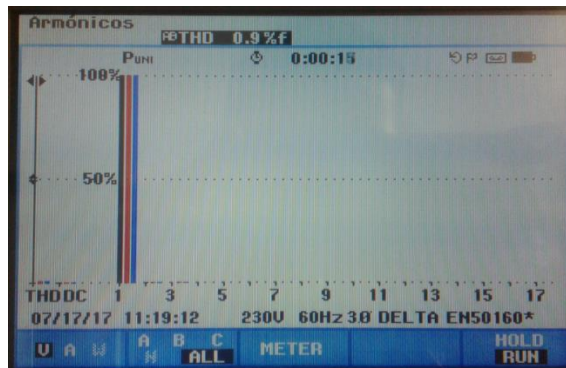 Armónicos
AB THD 0.9%f
PUNI 0:00:15
100%
50%
THDDC 1 3 5 7 9 11 13 15 17
07/17/17 11:19:12 230V 60Hz 3Ø DELTA EN50160*
V A W A B C N ALL METER HOLD RUN